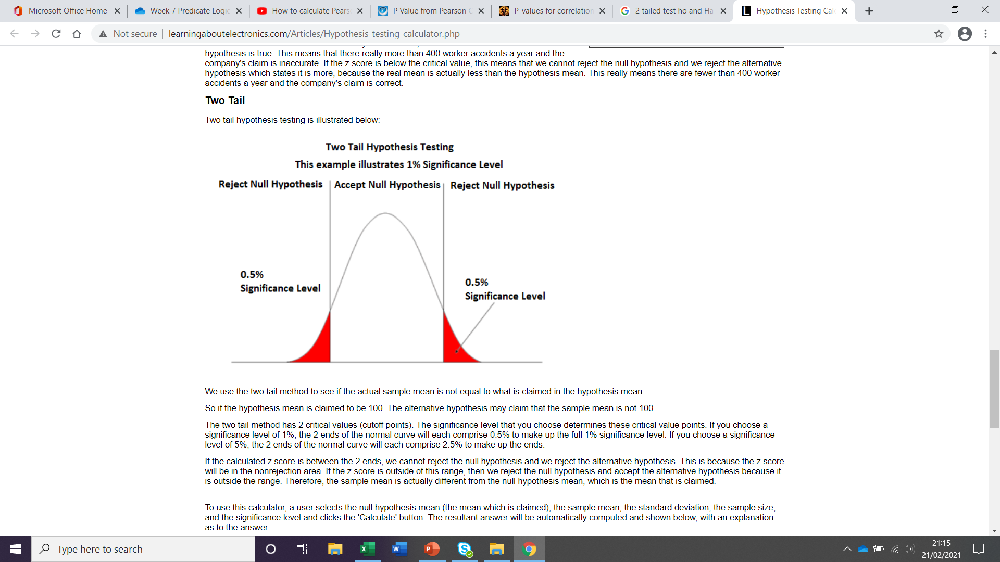 Microsoft Office Home
Week 7 Predicate Logic
How to calculate Pears
P Value from Pearson C
P-values for correlation
2 tailed test ho and Ha
Hypothesis Testing Cal
Not secure
learningaboutelectronics.com/Articles/Hypothesis-testing-calculator.php
hypothesis is true. This means that there really more than 400 worker accidents a year and the
company's claim is inaccurate. If the z score is below the critical value, this means that we cannot reject the null hypothesis and we reject the alternative
hypothesis which states it is more, because the real mean is actually less than the hypothesis mean. This really means there are fewer than 400 worker
accidents a year and the company's claim is correct.
Two Tail
Two tail hypothesis testing is illustrated below:
Two Tail Hypothesis Testing
This example illustrates 1% Significance Level
Reject Null Hypothesis
Accept Null Hypothesis
Reject Null Hypothesis
0.5%
Significance Level
0.5%
Significance Level
We use the two tail method to see if the actual sample mean is not equal to what is claimed in the hypothesis mean.
So if the hypothesis mean is claimed to be 100. The alternative hypothesis may claim that the sample mean is not 100.
The two tail method has 2 critical values (cutoff points). The significance level that you choose determines these critical value points. If you choose a
significance level of 1%, the 2 ends of the normal curve will each comprise 0.5% to make up the full 1% significance level. If you choose a significance
level of 5%, the 2 ends of the normal curve will each comprise 2.5% to make up the ends.
If the calculated z score is between the 2 ends, we cannot reject the null hypothesis and we reject the alternative hypothesis. This is because the z score
will be in the nonrejection area. If the z score is outside of this range, then we reject the null hypothesis and accept the alternative hypothesis because it
is outside the range. Therefore, the sample mean is actually different from the null hypothesis mean, which is the mean that is claimed.
To use this calculator, a user selects the null hypothesis mean (the mean which is claimed), the sample mean, the standard deviation, the sample size,
and the significance level and clicks the 'Calculate' button. The resultant answer will be automatically computed and shown below, with an explanation
as to the answer.
Type here to search
21:15
21/02/2021